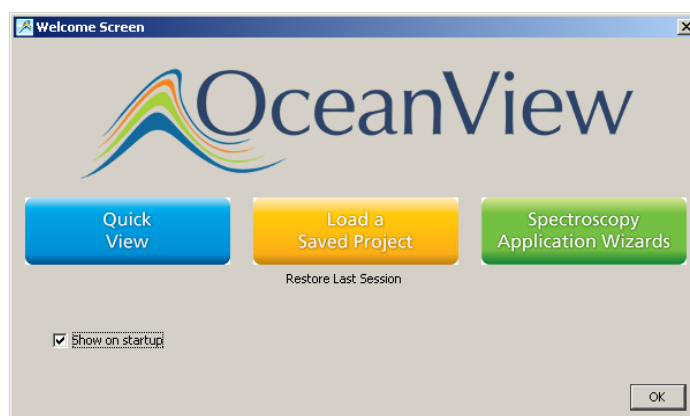 Welcome Screen
OceanView
Quick
View
Load a
Saved Project
Spectroscopy
Application Wizards
Restore Last Session
Show on startup
OK